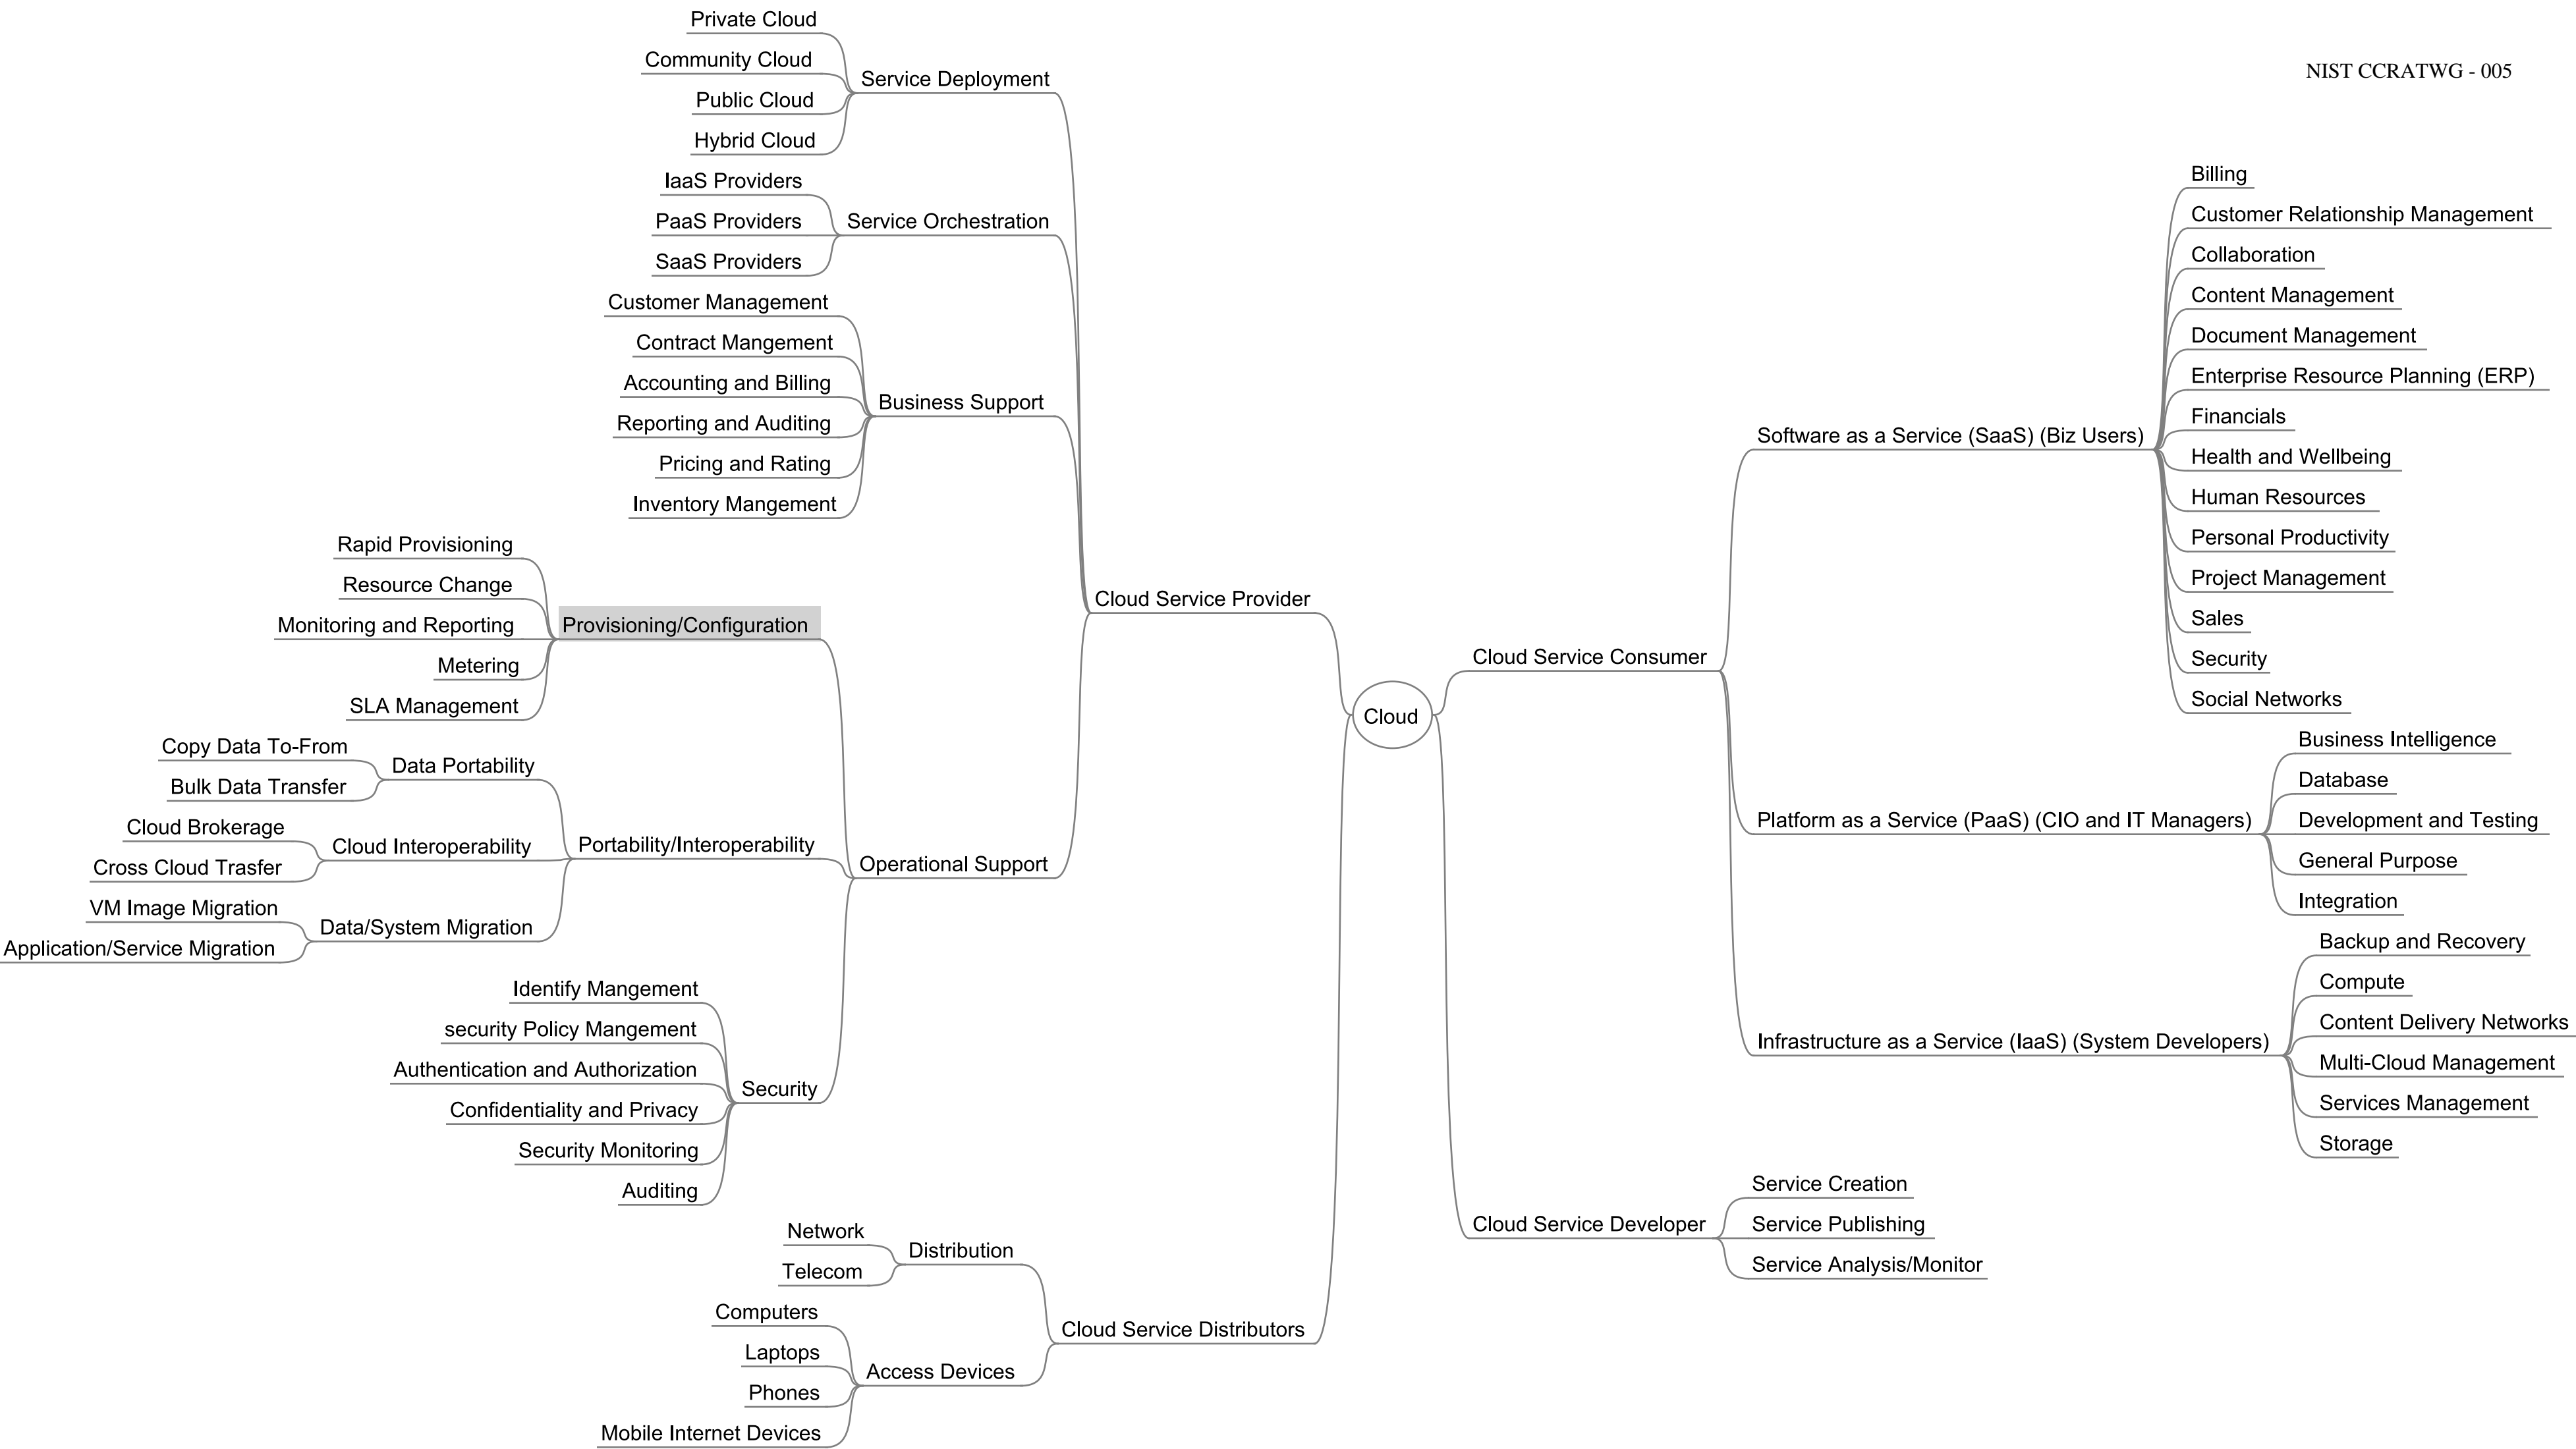 NIST CCRATWG - 005
Cloud
Cloud Service Provider
Service Deployment
Private Cloud
Community Cloud
Public Cloud
Hybrid Cloud
Service Orchestration
IaaS Providers
PaaS Providers
SaaS Providers
Business Support
Customer Management
Contract Mangement
Accounting and Billing
Reporting and Auditing
Pricing and Rating
Inventory Mangement
Operational Support
Provisioning/Configuration
Rapid Provisioning
Resource Change
Monitoring and Reporting
Metering
SLA Management
Portability/Interoperability
Data Portability
Copy Data To-From
Bulk Data Transfer
Cloud Interoperability
Cloud Brokerage
Cross Cloud Trasfer
Data/System Migration
VM Image Migration
Application/Service Migration
Security
Identify Mangement
security Policy Mangement
Authentication and Authorization
Confidentiality and Privacy
Security Monitoring
Auditing
Cloud Service Distributors
Distribution
Network
Telecom
Access Devices
Computers
Laptops
Phones
Mobile Internet Devices
Cloud Service Consumer
Software as a Service (SaaS) (Biz Users)
Billing
Customer Relationship Management
Collaboration
Content Management
Document Management
Enterprise Resource Planning (ERP)
Financials
Health and Wellbeing
Human Resources
Personal Productivity
Project Management
Sales
Security
Social Networks
Platform as a Service (PaaS) (CIO and IT Managers)
Business Intelligence
Database
Development and Testing
General Purpose
Integration
Infrastructure as a Service (IaaS) (System Developers)
Backup and Recovery
Compute
Content Delivery Networks
Multi-Cloud Management
Services Management
Storage
Cloud Service Developer
Service Creation
Service Publishing
Service Analysis/Monitor